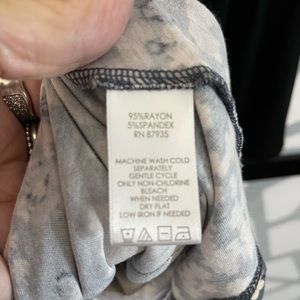 95%RAYON
5%SPANDEX
RN 87935
MACHINE WASH COLD
SEPARATELY
GENTLE CYCLE
ONLY NON-CHLORINE
BLEACH
WHEN NEEDED
DRY FLAT
LOW IRON IF NEEDED